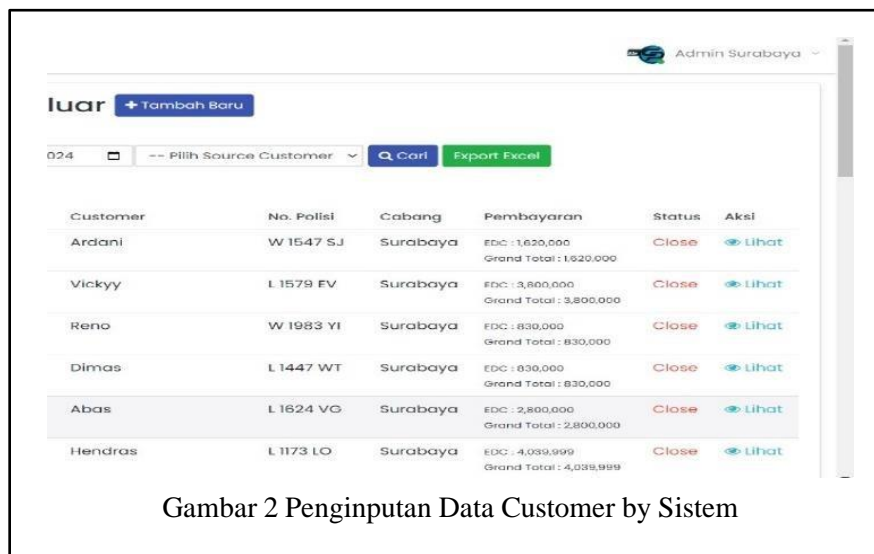 Admin Surabaya
luar + Tambah Baru
024 -- Pilih Source Customer Cari Export Excel
Customer No. Polisi Cabang Pembayaran Status Aksi
Ardani W 1547 SJ Surabaya EDC : 1,620,000 Close Lihat
Grand Total : 1,620,000
Vickyy L 1579 EV Surabaya EDC : 3,800,000 Close Lihat
Grand Total : 3,800,000
Reno W 1983 YI Surabaya EDC : 830,000 Close Lihat
Grand Total : 830,000
Dimas L 1447 WT Surabaya EDC : 830,000 Close Lihat
Grand Total : 830,000
Abas L 1624 VG Surabaya EDC : 2,800,000 Close Lihat
Grand Total : 2,800,000
Hendras L 1173 LO Surabaya EDC : 4,039,999 Close Lihat
Grand Total : 4,039,999
Gambar 2 Penginputan Data Customer by Sistem